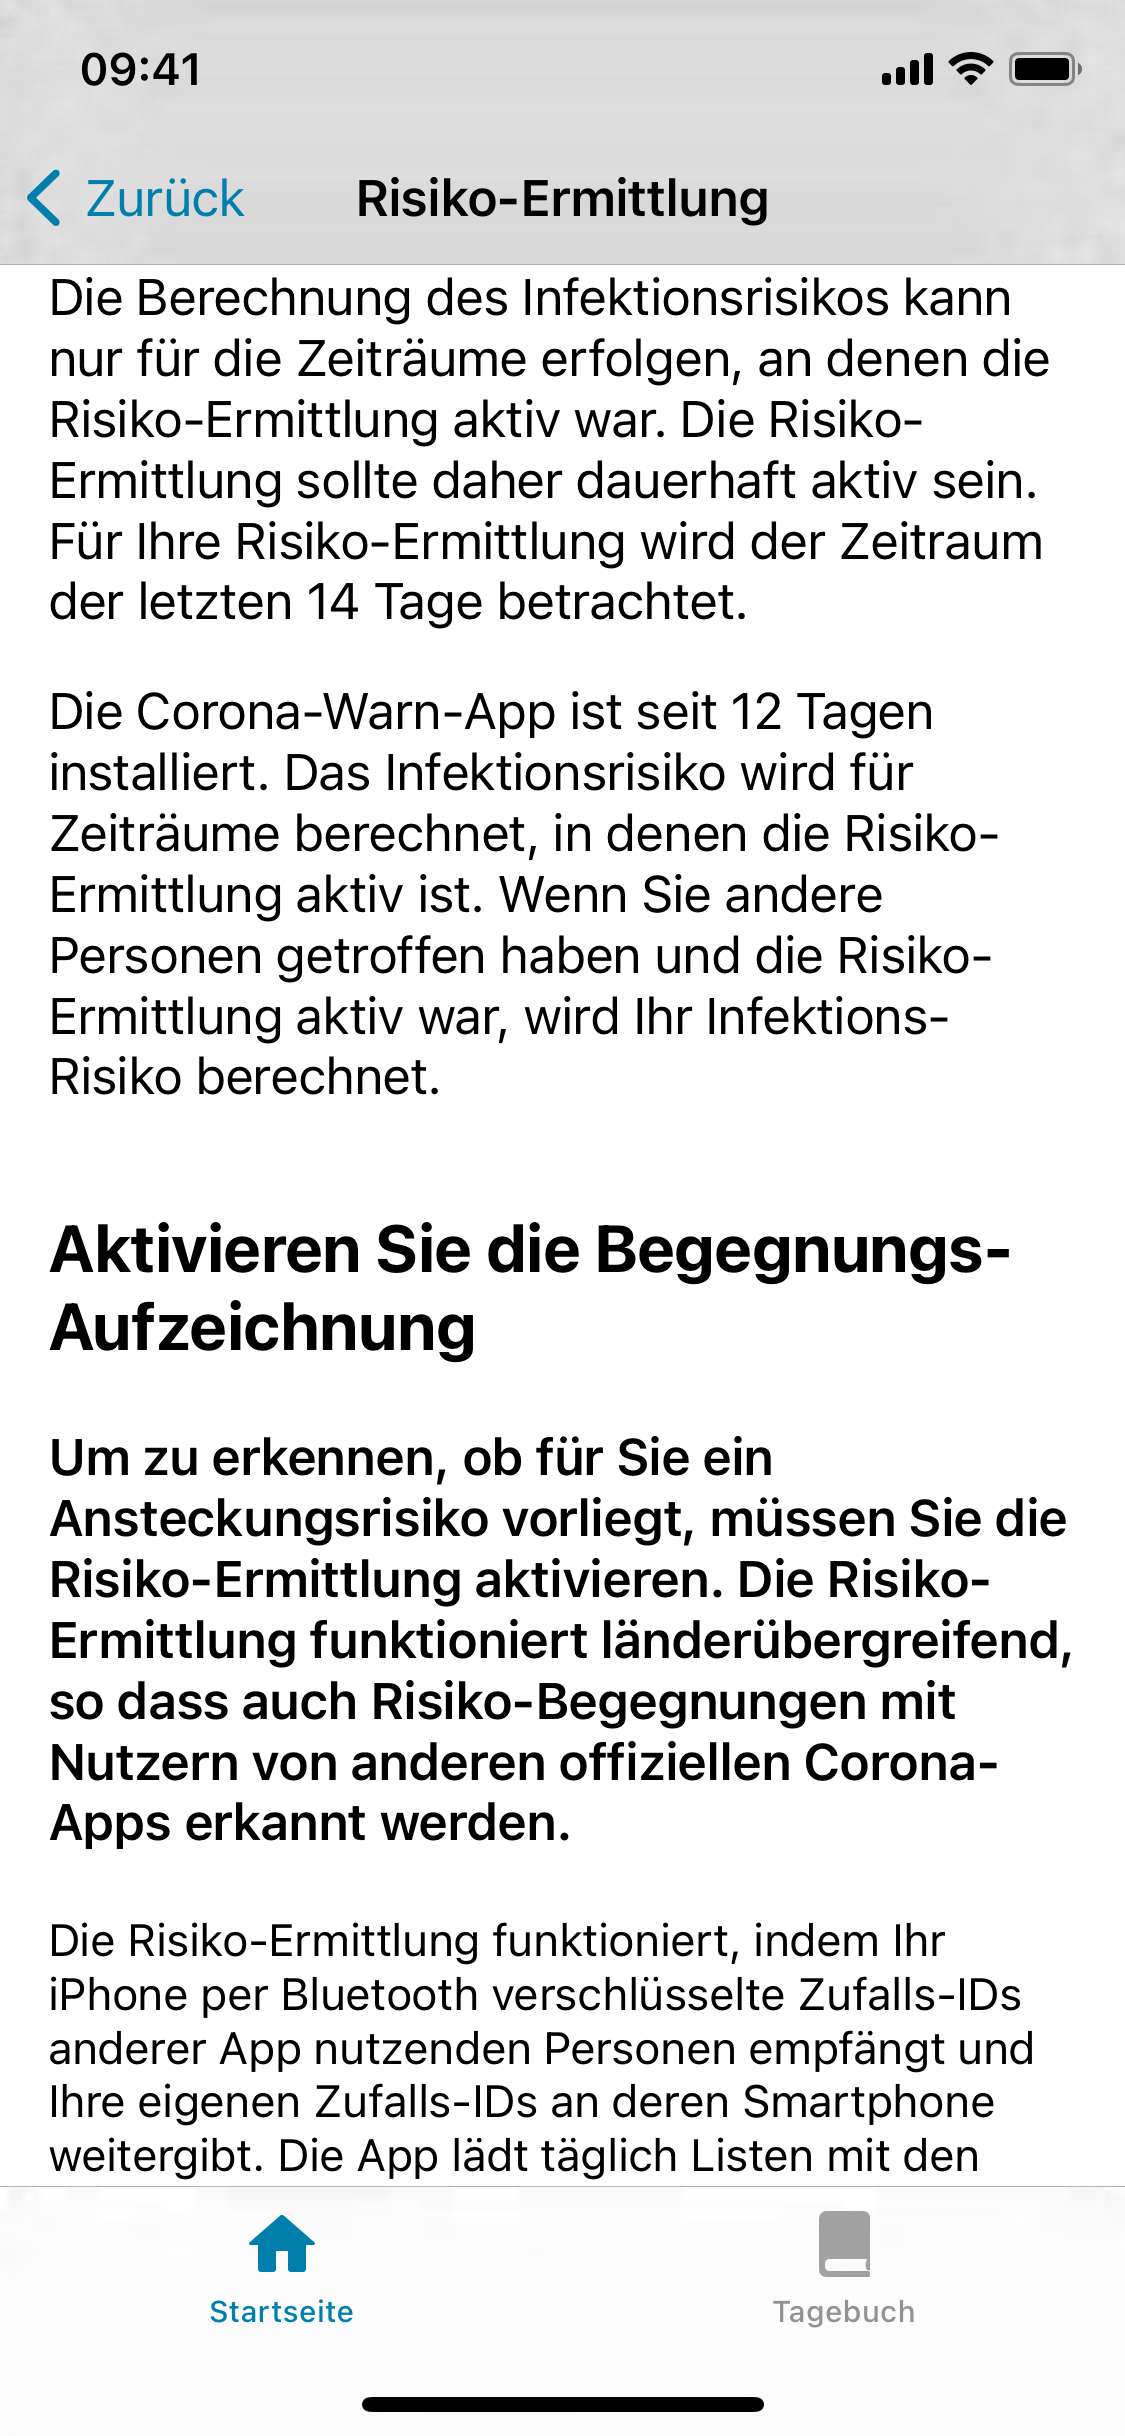 09:41
Zurück
Risiko-Ermittlung
Die Berechnung des Infektionsrisikos kann
nur für die Zeiträume erfolgen, an denen die
Risiko-Ermittlung aktiv war. Die Risiko-
Ermittlung sollte daher dauerhaft aktiv sein.
Für Ihre Risiko-Ermittlung wird der Zeitraum
der letzten 14 Tage betrachtet.
Die Corona-Warn-App ist seit 12 Tagen
installiert. Das Infektionsrisiko wird für
Zeiträume berechnet, in denen die Risiko-
Ermittlung aktiv ist. Wenn Sie andere
Personen getroffen haben und die Risiko-
Ermittlung aktiv war, wird Ihr Infektions-
Risiko berechnet.
Aktivieren Sie die Begegnungs-
Aufzeichnung
Um zu erkennen, ob für Sie ein
Ansteckungsrisiko vorliegt, müssen Sie die
Risiko-Ermittlung aktivieren. Die Risiko-
Ermittlung funktioniert länderübergreifend,
so dass auch Risiko-Begegnungen mit
Nutzern von anderen offiziellen Corona-
Apps erkannt werden.
Die Risiko-Ermittlung funktioniert, indem Ihr
iPhone per Bluetooth verschlüsselte Zufalls-IDs
anderer App nutzenden Personen empfängt und
Ihre eigenen Zufalls-IDs an deren Smartphone
weitergibt. Die App lädt täglich Listen mit den
Startseite
Tagebuch